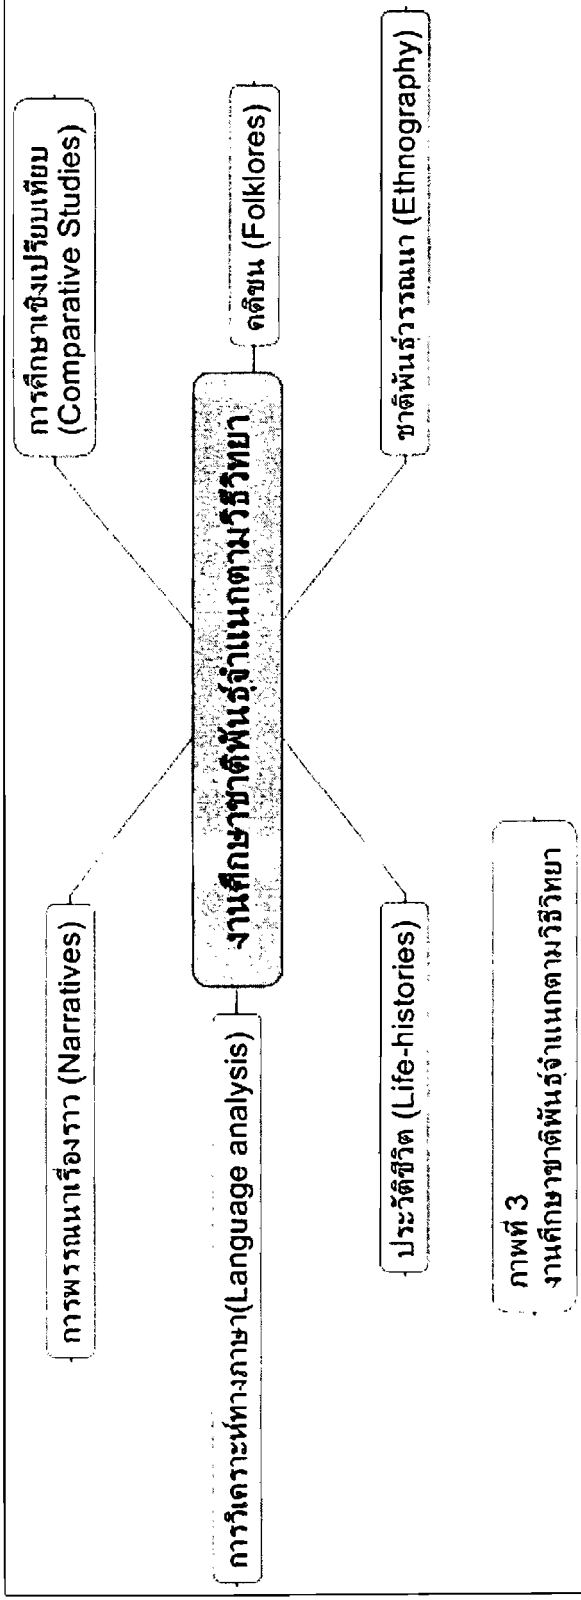 การพรรณนาเรื่องราว (Narratives)
การศึกษาเชิงเปรียบเทียบ
(Comparative Studies)
การวิเคราะห์ทางภาษา(Language analysis)
งานศึกษาชาติพันธุ์จำแนกตามวิธีวิทยา
คติชน (Folklores)
ประวัติชีวิต (Life-histories)
ชาติพันธุ์วรรณนา (Ethnography)
ภาพที่ 3
งานศึกษาชาติพันธุ์จำแนกตามวิธีวิทยา